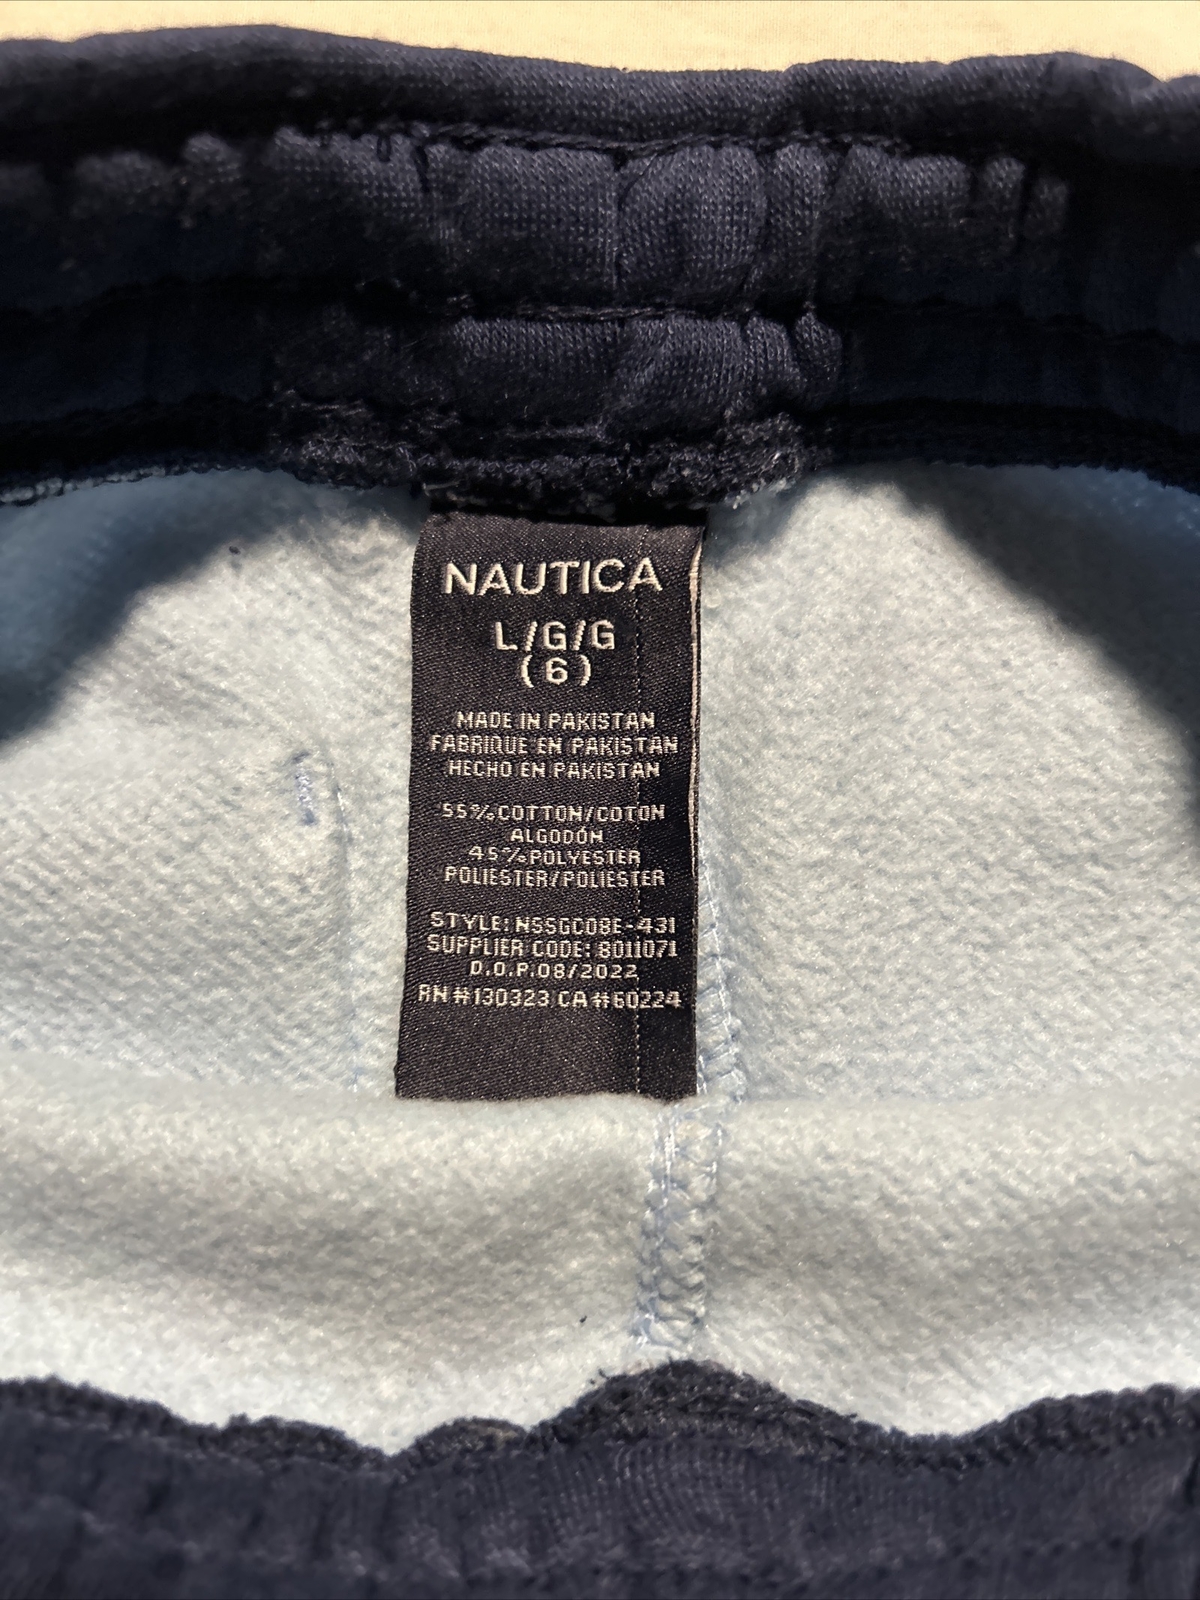 NAUTICA
L/G/G
(6)
MADE IN PAKISTAN
FABRIQUE EN PAKISTAN
HECHO EN PAKISTAN
55% COTTON/COTON
ALGODÓN
45% POLYESTER
POLIESTER/POLIESTER
STYLE: NSSGC08E-431
SUPPLIER CODE: 8011071
D.O.P.08/2022
RN #130323 CA #60224